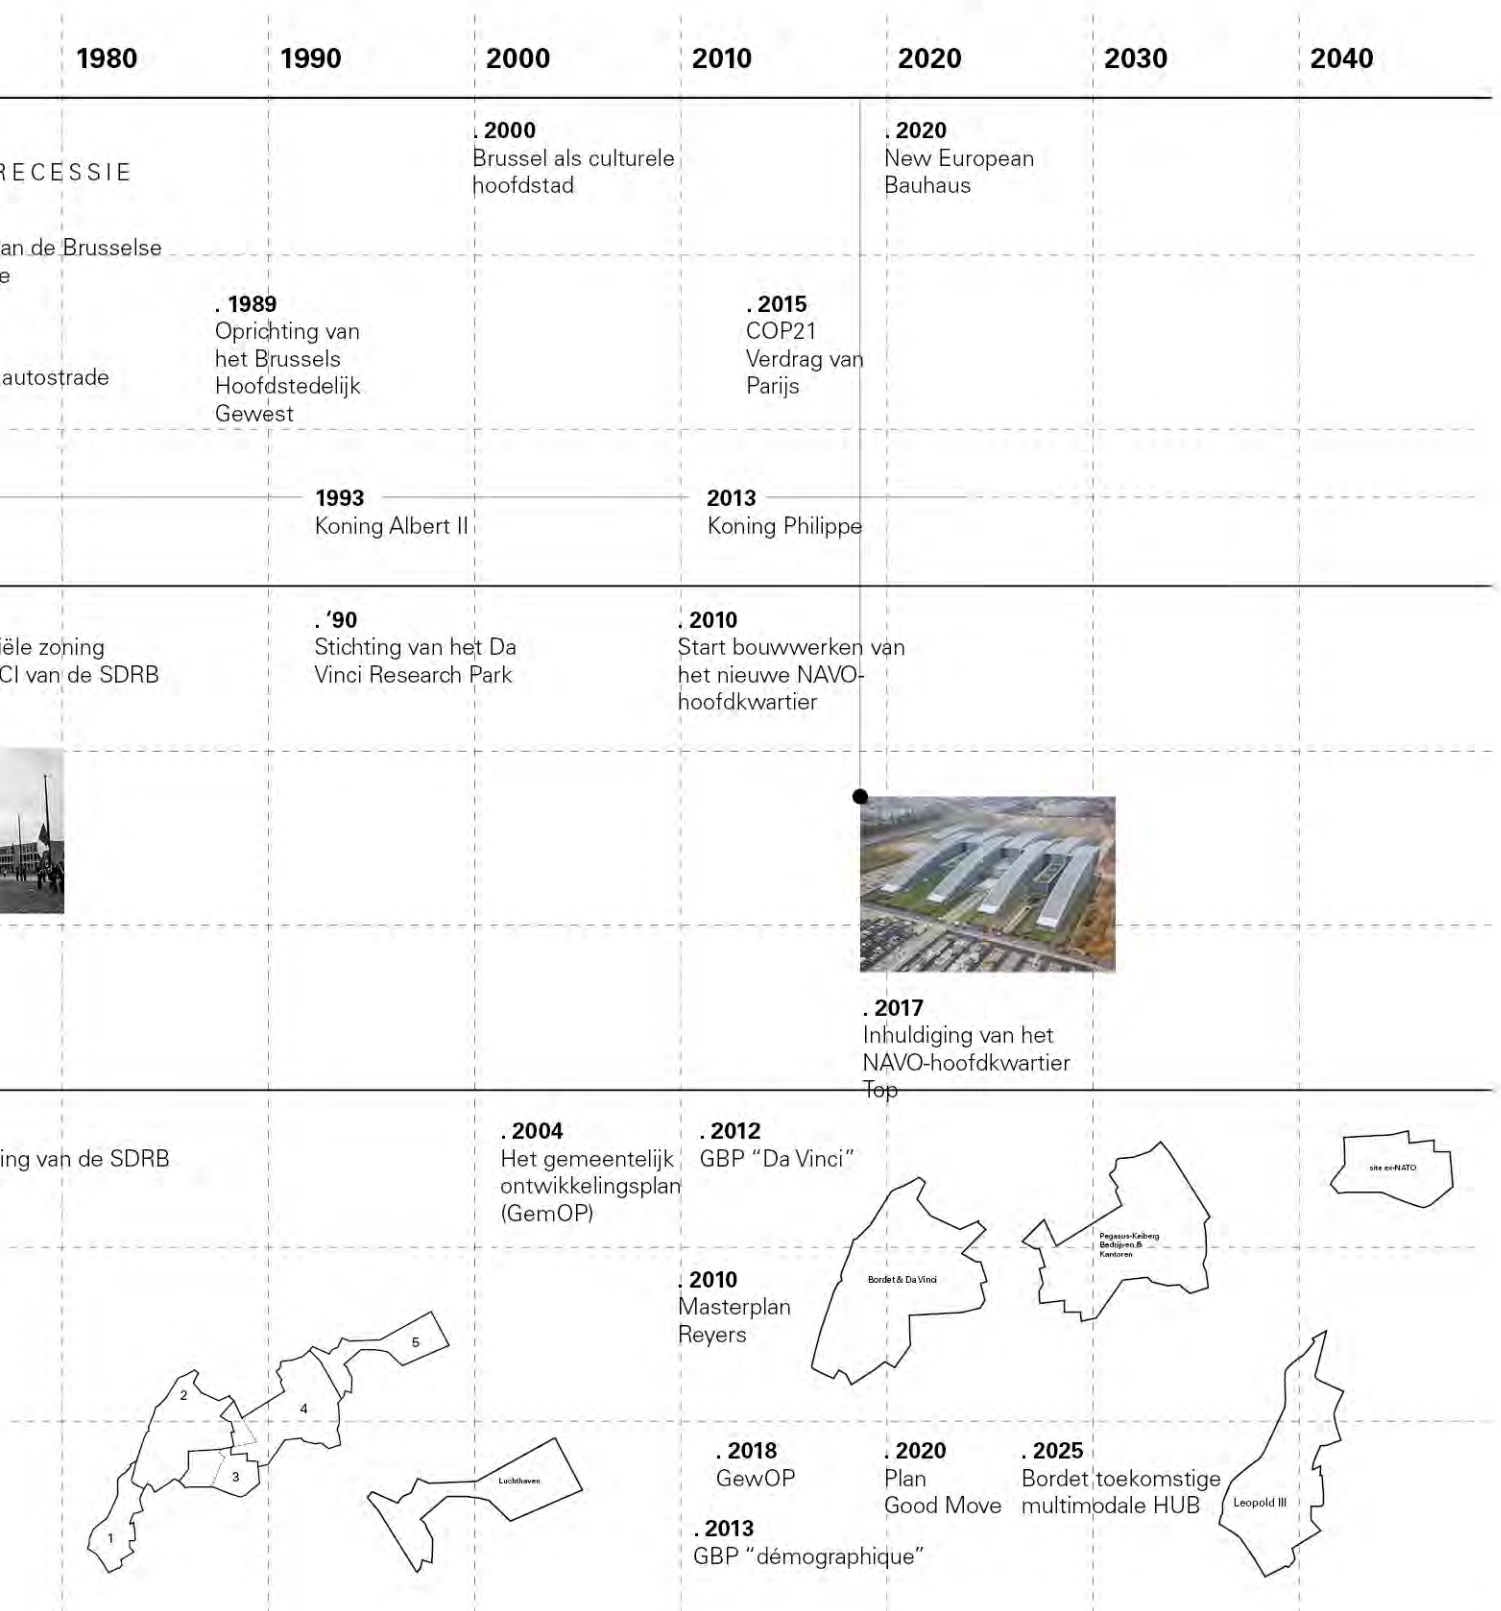 1980
1990
2000
2010
2020
2030
2040
RECESSIE
. 2000
Brussel als culturele
hoofdstad
. 2020
New European
Bauhaus
an de Brusselse
e
. 1989
Oprichting van
het Brussels
Hoofdstedelijk
Gewest
. 2015
COP21
Verdrag van
Parijs
autostrade
1993
Koning Albert II
2013
Koning Philippe
iële zoning
CI van de SDRB
. ‘90
Stichting van het Da
Vinci Research Park
. 2010
Start bouwwerken van
het nieuwe NAVO-
hoofdkwartier
. 2017
Inhuldiging van het
NAVO-hoofdkwartier
Top
ing van de SDRB
. 2004
Het gemeentelijk
ontwikkelingsplan
(GemOP)
. 2012
GBP “Da Vinci”
site ex-NATO
Pegasus-Keiberg
Bedrijven &
Kantoren
Bordet & Da Vinci
. 2010
Masterplan
Reyers
5
2
4
3
1
Luchthaven
. 2018
GewOP
. 2020
Plan
Good Move
. 2025
Bordet toekomstige
multimodale HUB
Leopold III
. 2013
GBP “démographique”